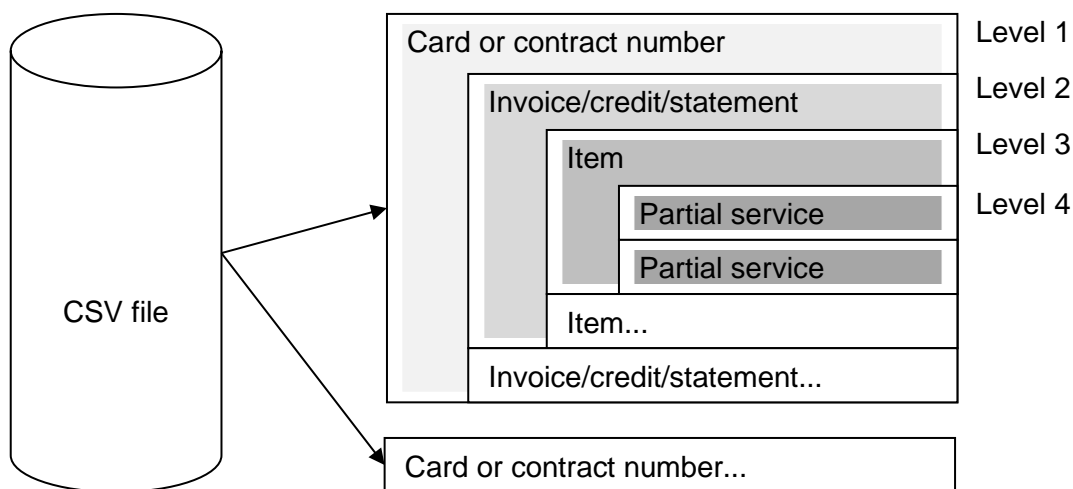 Card or contract number
Level 1
Invoice/credit/statement
Level 2
Item
Level 3
Partial service
Level 4
Partial service
CSV file
Item...
Invoice/credit/statement...
Card or contract number...